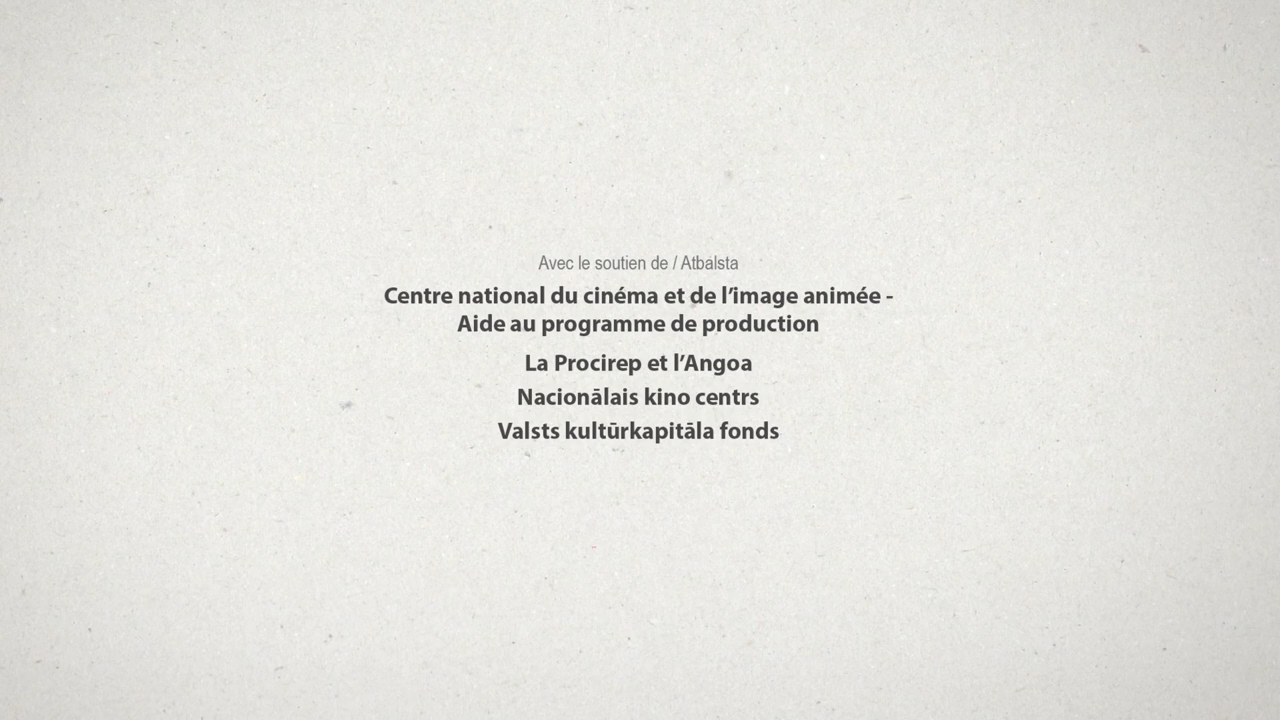 Avec le soutien de / Atbalsta
Centre national du cinéma et de l’image animée -
Aide au programme de production
La Procirep et l’Angoa
Nacionālais kino centrs
Valsts kultūrkapitāla fonds